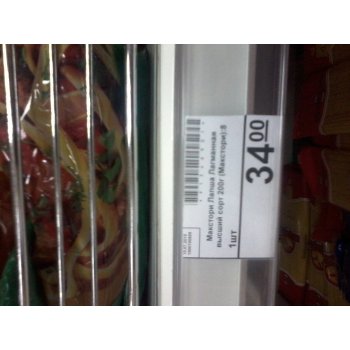 Макстори Лапша Лагманная
высший сорт 200г (Макстори):8
1шт
34 00